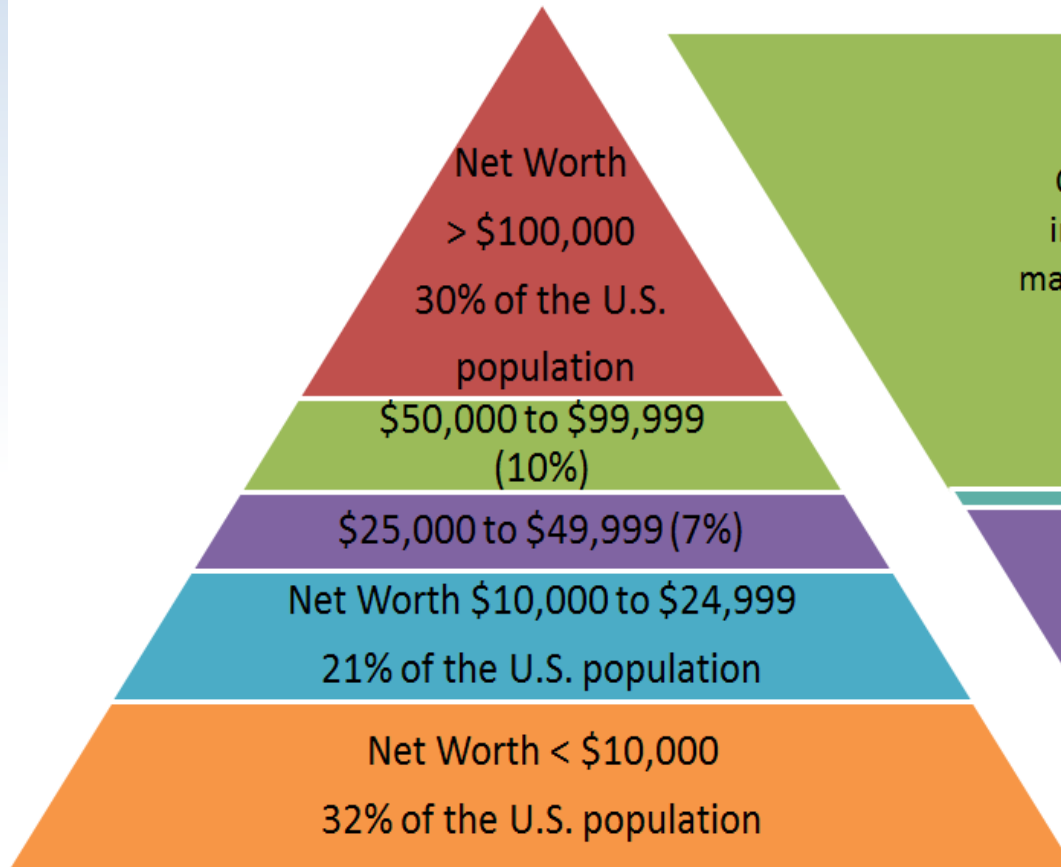 Net Worth
> $100,000
30% of the U.S.
population
$50,000 to $99,999
(10%)
$25,000 to $49,999 (7%)
Net Worth $10,000 to $24,999
21% of the U.S. population
Net Worth < $10,000
32% of the U.S. population